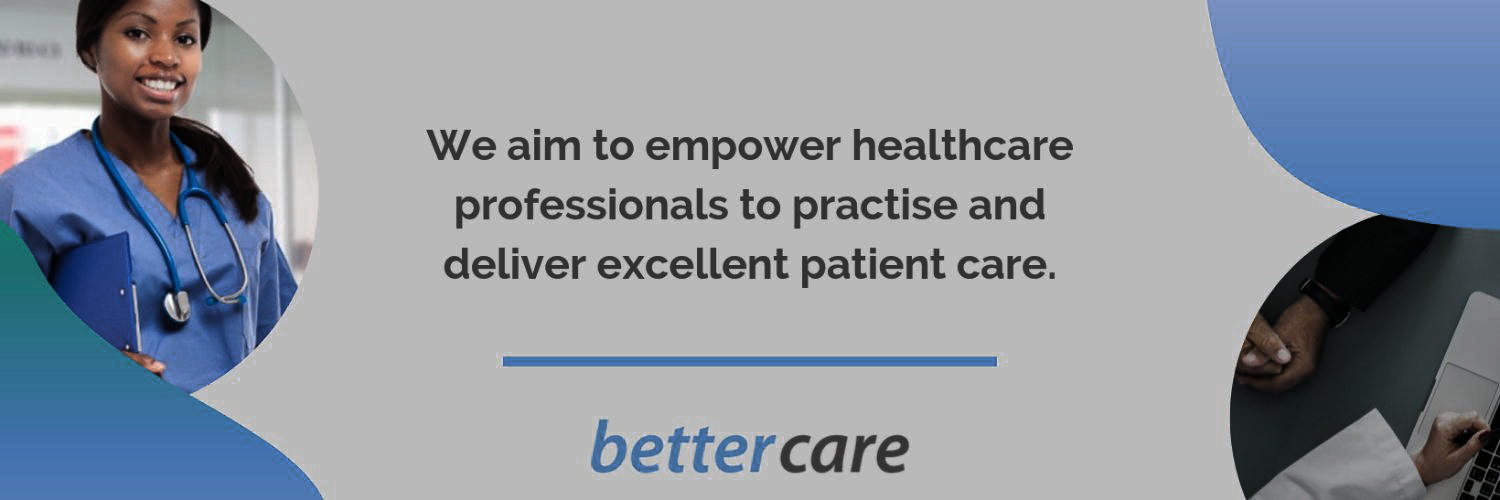 We aim to empower healthcare
professionals to practise and
deliver excellent patient care.
bettercare